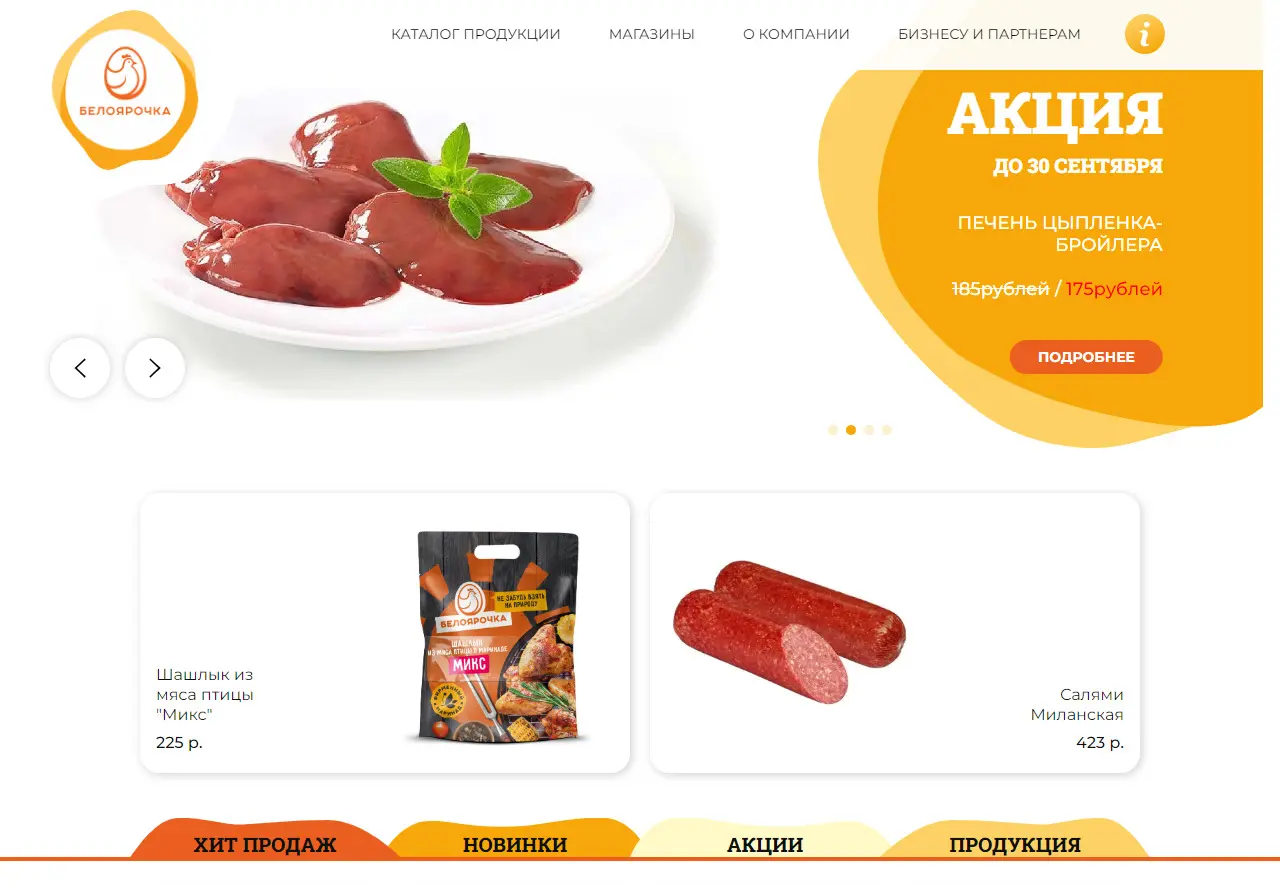 КАТАЛОГ ПРОДУКЦИИ МАГАЗИНЫ О КОМПАНИИ БИЗНЕСУ И ПАРТНЕРАМ i
БЕЛОЯРОЧКА
АКЦИЯ
ДО 30 СЕНТЯБРЯ
ПЕЧЕНЬ ЦЫПЛЕНКА-
БРОЙЛЕРА
185рублей / 175рублей
ПОДРОБНЕЕ
НЕ ЗАБУДЬ ВЗЯТЬ
НА ПРИРОДУ
БЕЛОЯРОЧКА
ШАШЛЫК
ИЗ МЯСА ПТИЦЫ В МАРИНАДЕ
МИКС
Шашлык из
мяса птицы
"Микс"
225 р.
Салями
Миланская
423 р.
ХИТ ПРОДАЖ НОВИНКИ АКЦИИ ПРОДУКЦИЯ